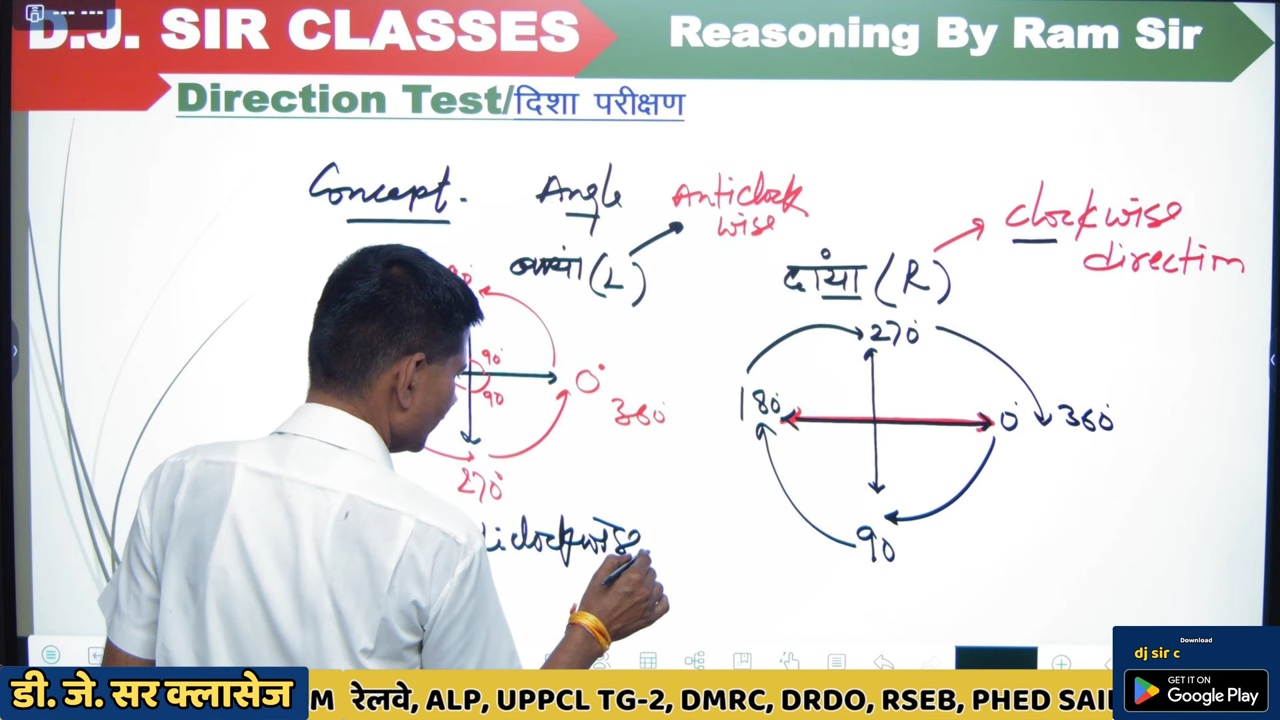 D.J. SIR CLASSES
Reasoning By Ram Sir
Direction Test/दिशा परीक्षण
Concept. Angle
Anticlock
wise
clockwise
direction
(L)
दांया (R)
90°
90
0°
360°
270°
270°
180°
0°
360°
90
iclockwise
डी. जे. सर क्लासेज
M रेलवे, ALP, UPPCL TG-2, DMRC, DRDO, RSEB, PHED SAI
Download
dj sir c
GET IT ON
Google Play